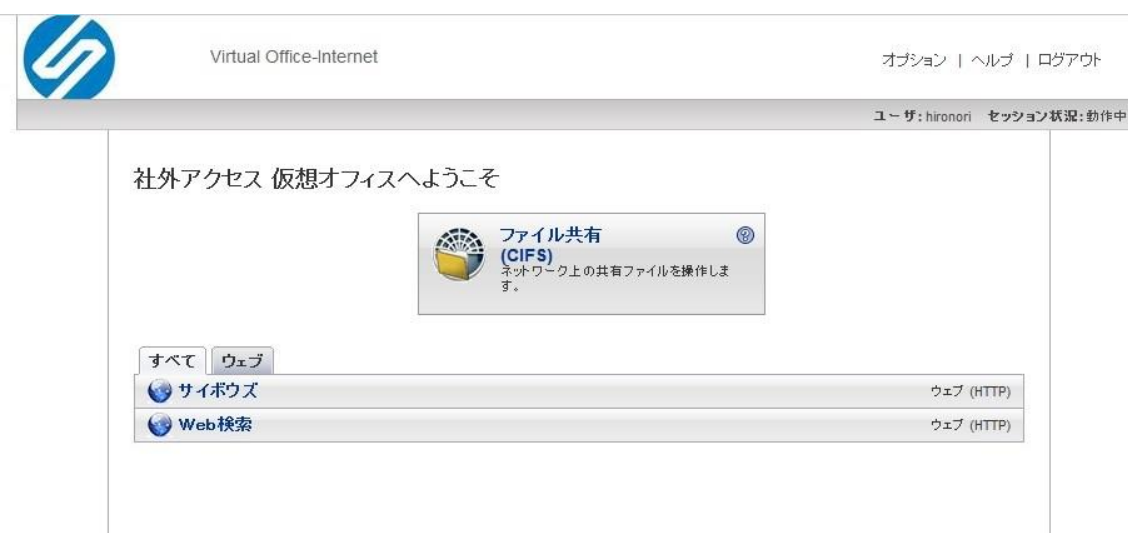 Virtual Office-Internet
オプション | ヘルプ | ログアウト
ユーザ: hironori セッション状況: 動作中
社外アクセス 仮想オフィスへようこそ
ファイル共有
(CIFS)
ネットワーク上の共有ファイルを操作しま
す。
すべて ウェブ
サイボウズ ウェブ (HTTP)
Web検索 ウェブ (HTTP)